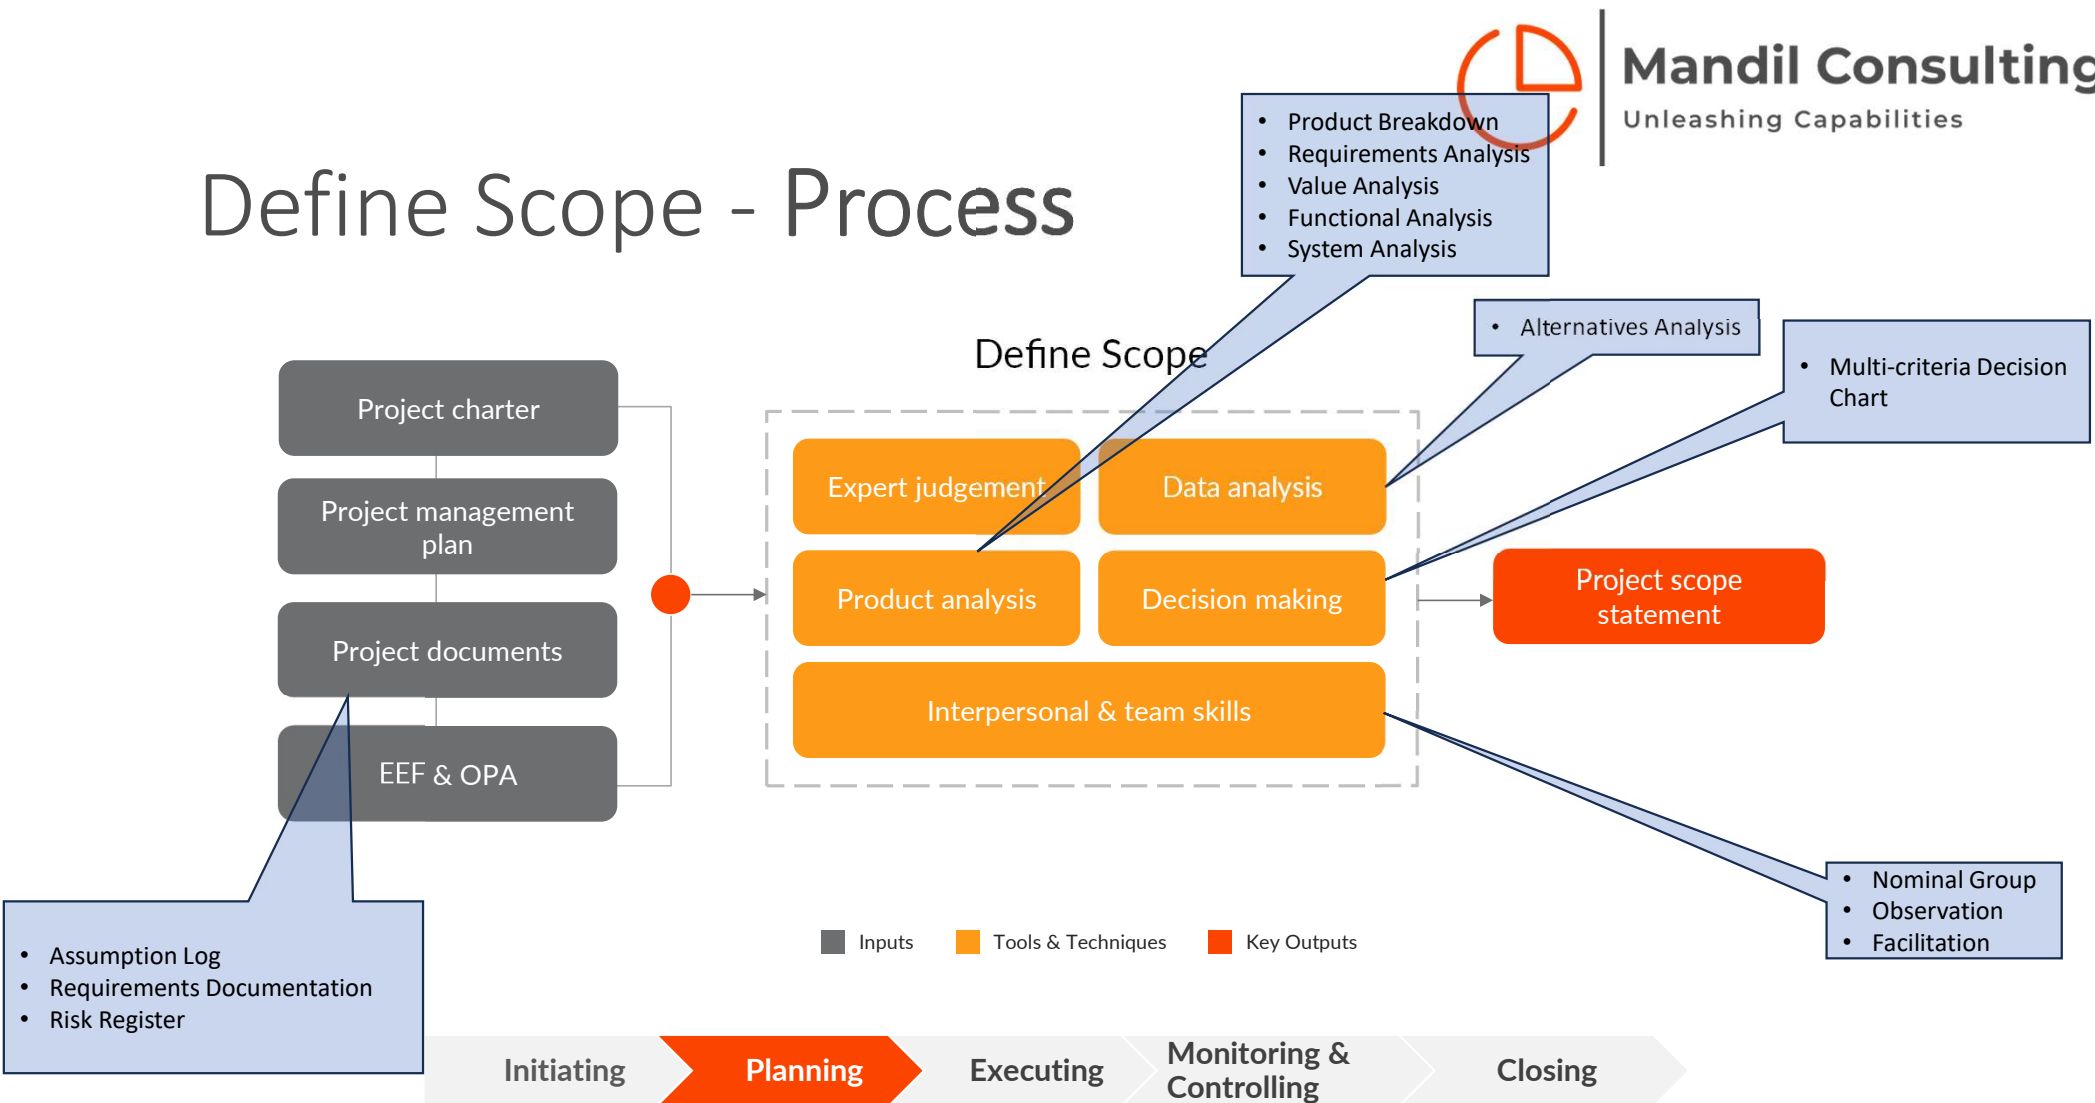 Mandil Consulting
Unleashing Capabilities
Define Scope - Process
• Product Breakdown
• Requirements Analysis
• Value Analysis
• Functional Analysis
• System Analysis
• Alternatives Analysis
• Multi-criteria Decision
Chart
Define Scope
Project charter
Project management
plan
Project documents
EEF & OPA
Expert judgement
Data analysis
Product analysis
Decision making
Interpersonal & team skills
Project scope
statement
• Nominal Group
• Observation
• Facilitation
• Assumption Log
• Requirements Documentation
• Risk Register
Inputs
Tools & Techniques
Key Outputs
Initiating
Planning
Executing
Monitoring &
Controlling
Closing